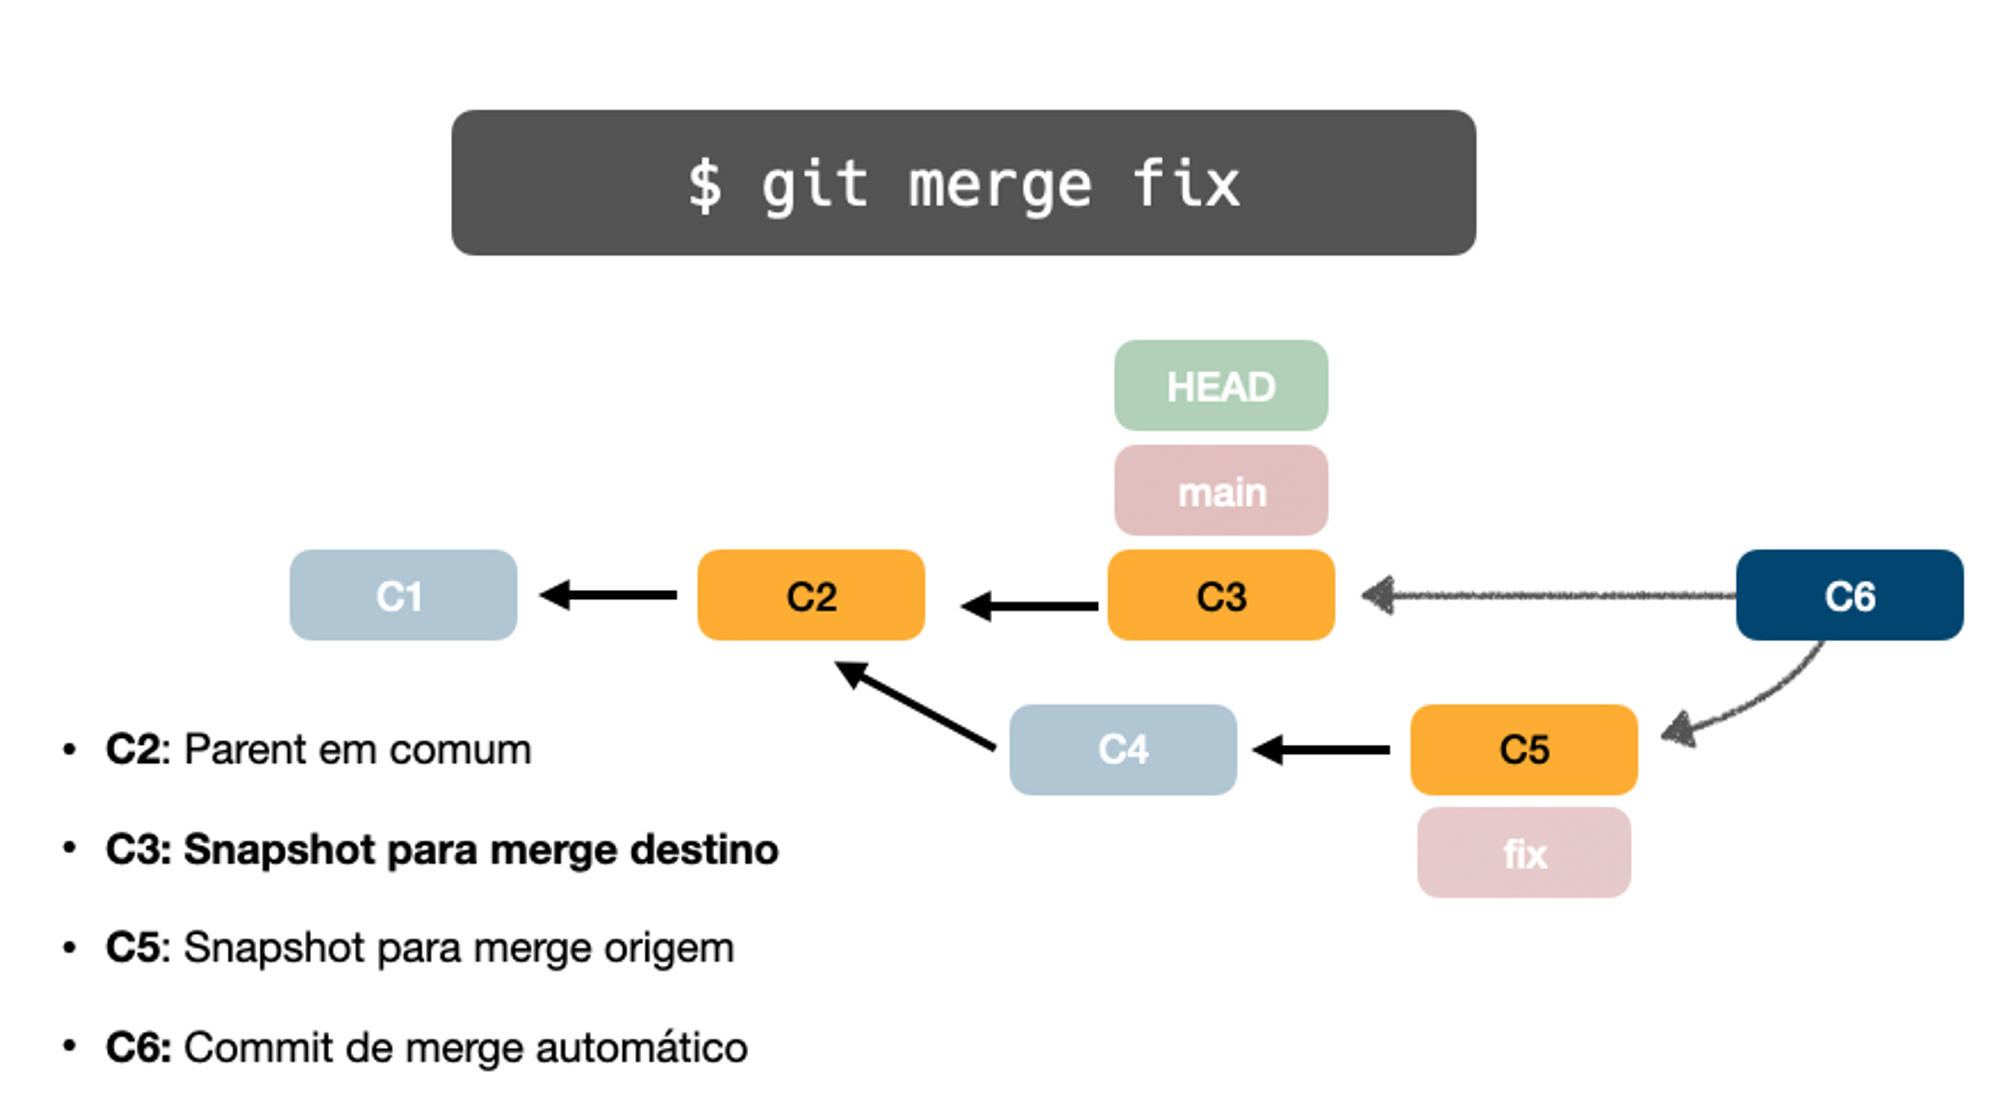 $ git merge fix
HEAD
main
C1
C2
C3
C6
C4
C5
fix
• C2: Parent em comum
• C3: Snapshot para merge destino
• C5: Snapshot para merge origem
• C6: Commit de merge automático